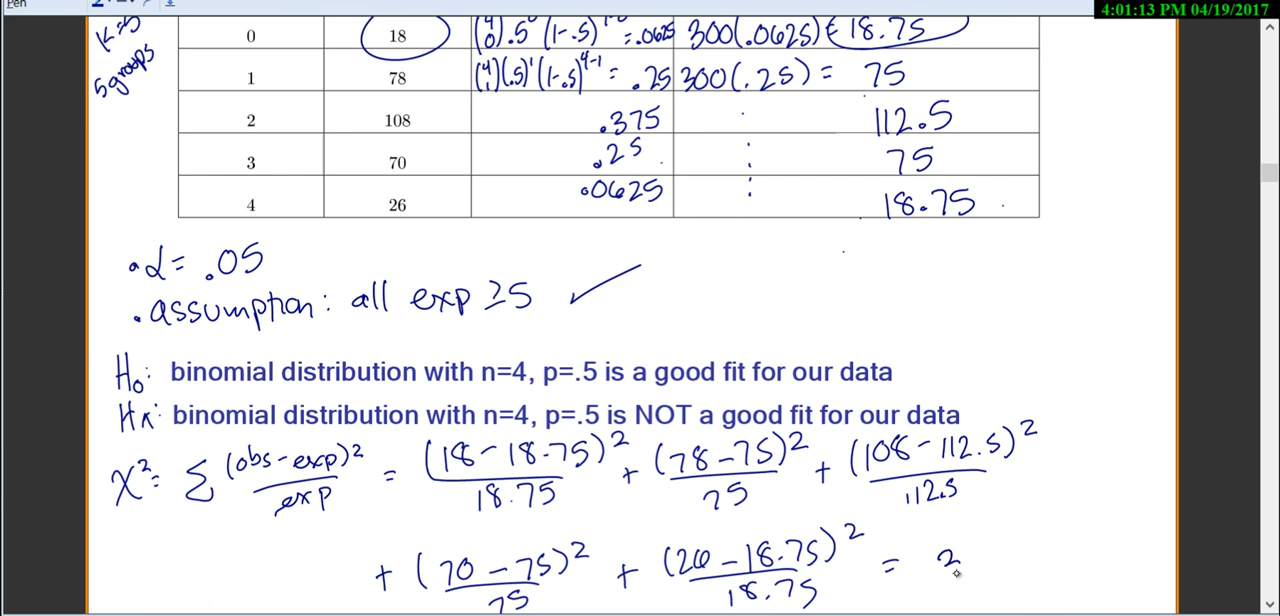 Pen
4:01:13 PM 04/19/2017
K=5
5 groups
0 18 (4 0).5^0 (1-.5) =.0625 300(.0625) = 18.75
1 78 (4 1)(.5)^1 (1-.5)^4-1 = .25 300(.25) = 75
2 108 .375 : 112.5
3 70 .25 : 75
4 26 .0625 : 18.75
• α = .05
• assumption: all exp ≥5 ✓
H0: binomial distribution with n=4, p=.5 is a good fit for our data
HA: binomial distribution with n=4, p=.5 is NOT a good fit for our data
X² = Σ (obs-exp)²/exp = (18-18.75)²/18.75 + (78-75)²/75 + (108-112.5)²/112.5
+ (70-75)²/75 + (26-18.75)²/18.75 = 3